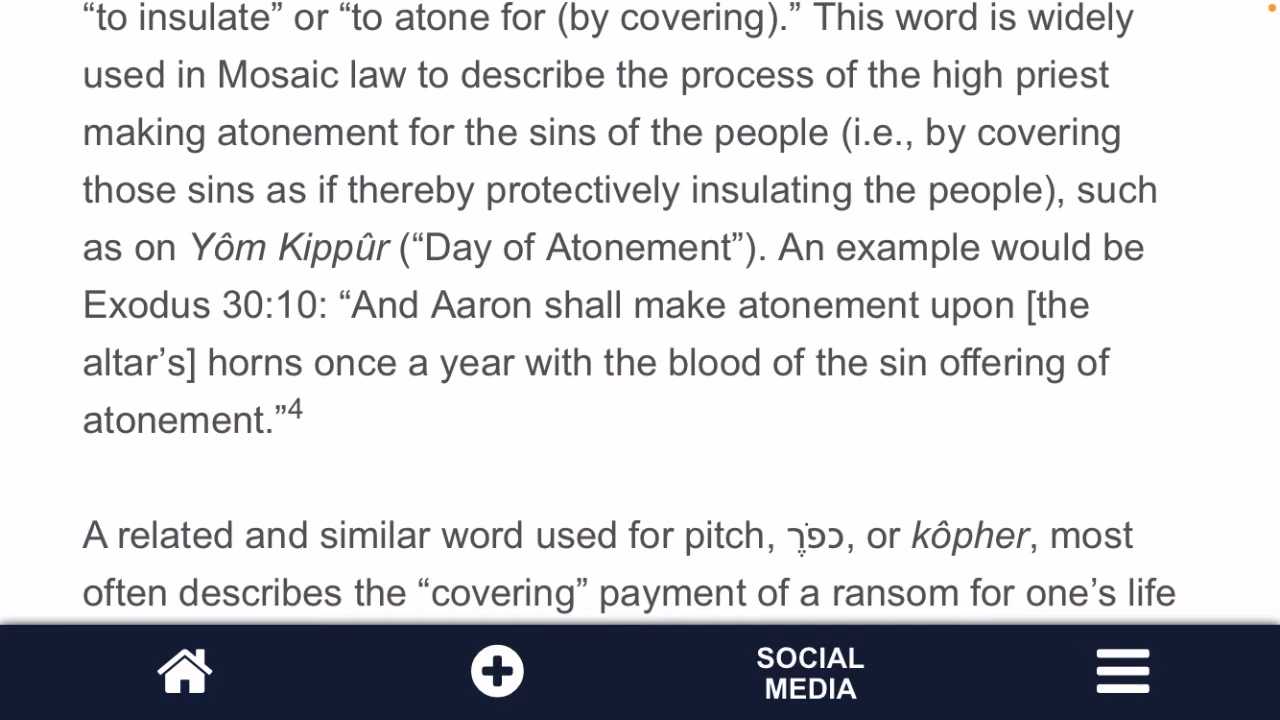 “to insulate” or “to atone for (by covering).” This word is widely
used in Mosaic law to describe the process of the high priest
making atonement for the sins of the people (i.e., by covering
those sins as if thereby protectively insulating the people), such
as on Yôm Kippûr (“Day of Atonement”). An example would be
Exodus 30:10: “And Aaron shall make atonement upon [the
altar’s] horns once a year with the blood of the sin offering of
atonement.”4
A related and similar word used for pitch, כפֹרֶ, or kôpher, most
often describes the “covering” payment of a ransom for one’s life
SOCIAL
MEDIA